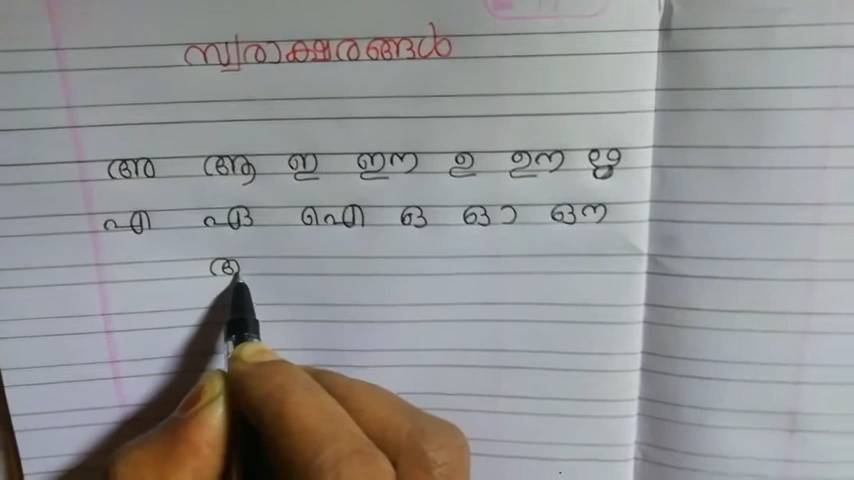 സ്വരാക്ഷരങ്ങൾ
അ ആ ഇ ഈ ഉ ഊ ഋ
എ ഏ ഐ ഒ ഓ ഔ